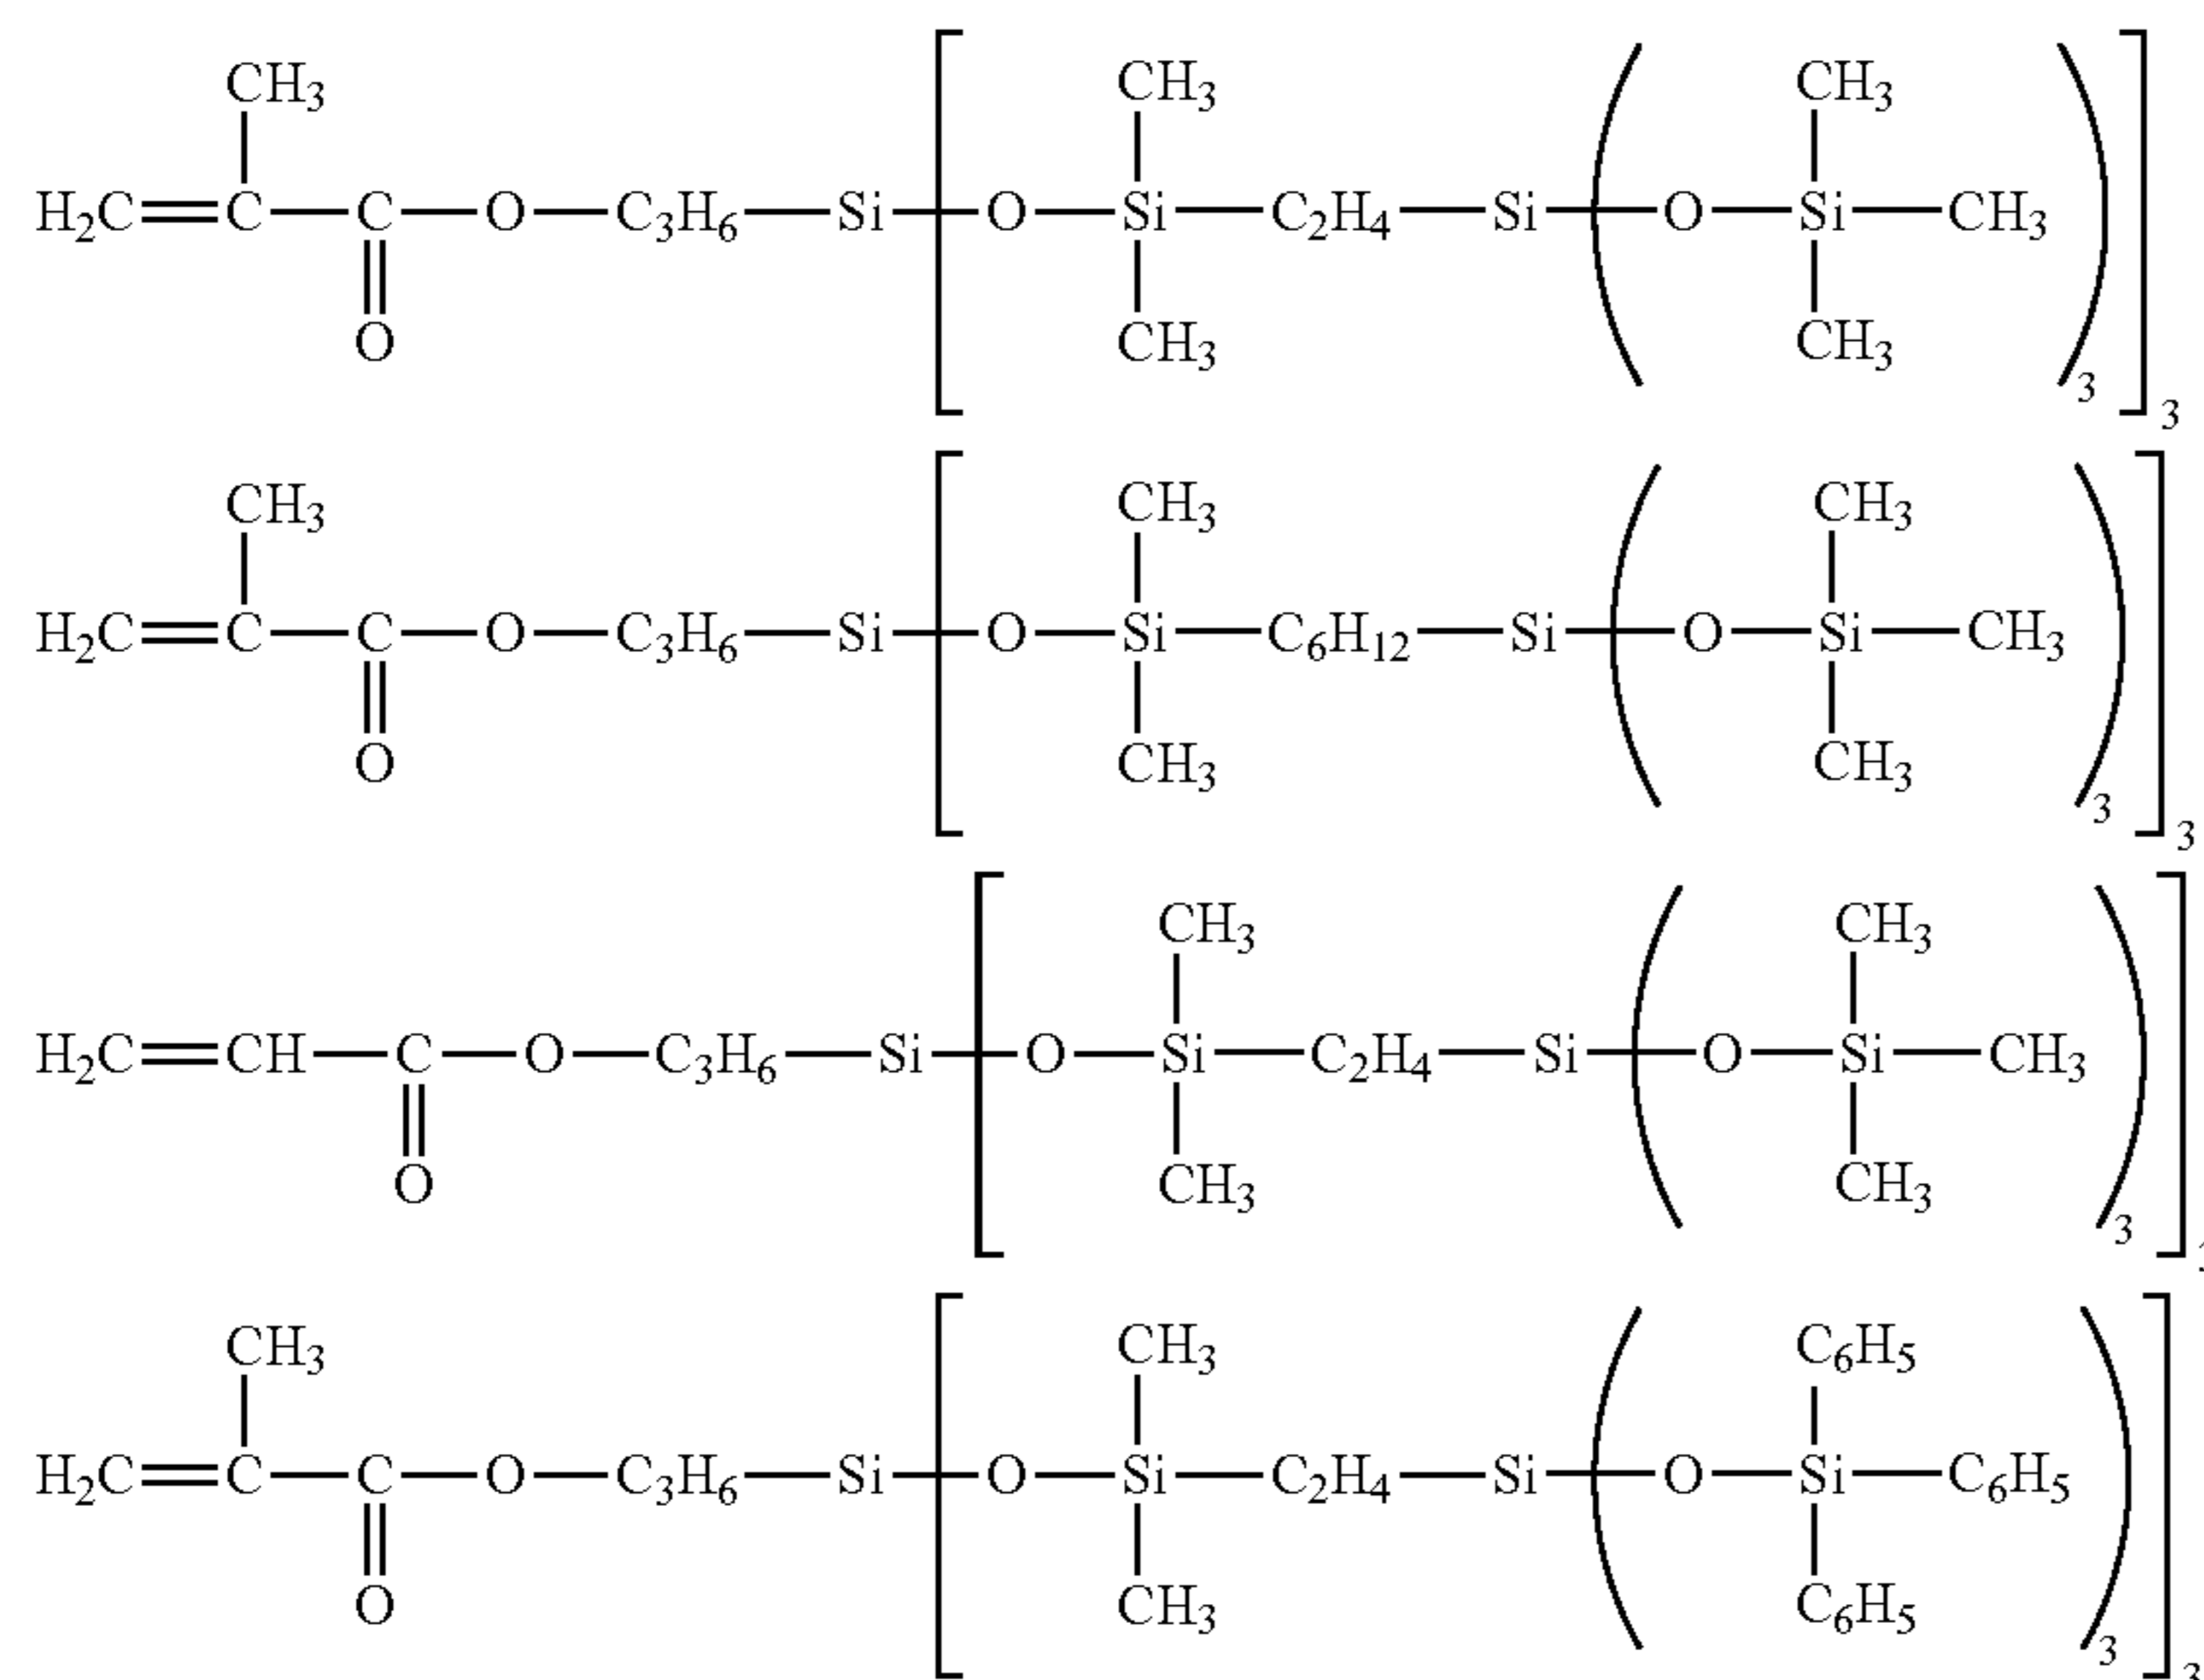 CH3 CH3 CH3
H2C=C—C—O—C3H6—Si—[O—Si—C2H4—Si—(O—Si—CH3)3]3
O CH3 CH3
CH3 CH3 CH3
H2C=C—C—O—C3H6—Si—[O—Si—C6H12—Si—(O—Si—CH3)3]3
O CH3 CH3
CH3 CH3
H2C=CH—C—O—C3H6—Si—[O—Si—C2H4—Si—(O—Si—CH3)3]
O CH3 CH3
CH3 CH3 C6H5
H2C=C—C—O—C3H6—Si—[O—Si—C2H4—Si—(O—Si—C6H5)3]
O CH3 C6H5